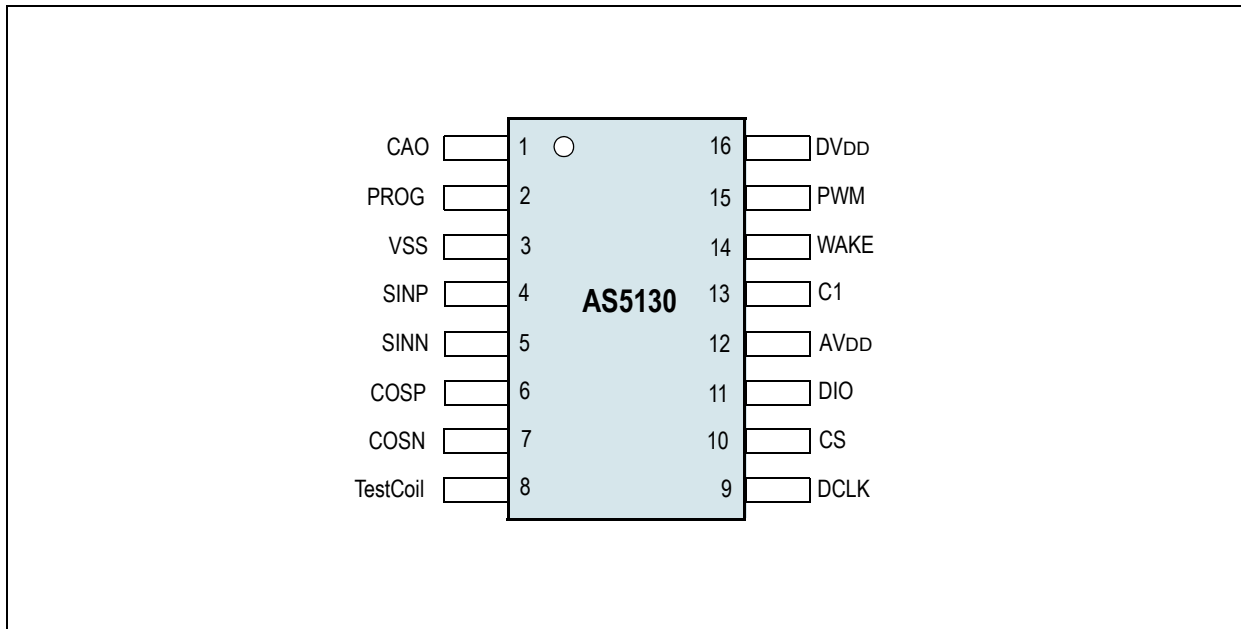 CAO 1 16 DVDD
PROG 2 15 PWM
VSS 3 14 WAKE
SINP 4 AS5130 13 C1
SINN 5 12 AVDD
COSP 6 11 DIO
COSN 7 10 CS
TestCoil 8 9 DCLK